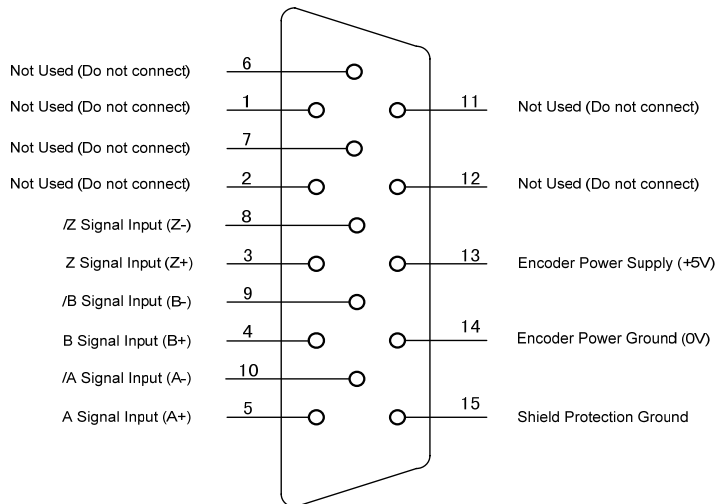 Not Used (Do not connect) 6
Not Used (Do not connect) 1 11 Not Used (Do not connect)
Not Used (Do not connect) 7
Not Used (Do not connect) 2 12 Not Used (Do not connect)
/Z Signal Input (Z-) 8
Z Signal Input (Z+) 3 13 Encoder Power Supply (+5V)
/B Signal Input (B-) 9
B Signal Input (B+) 4 14 Encoder Power Ground (0V)
/A Signal Input (A-) 10
A Signal Input (A+) 5 15 Shield Protection Ground